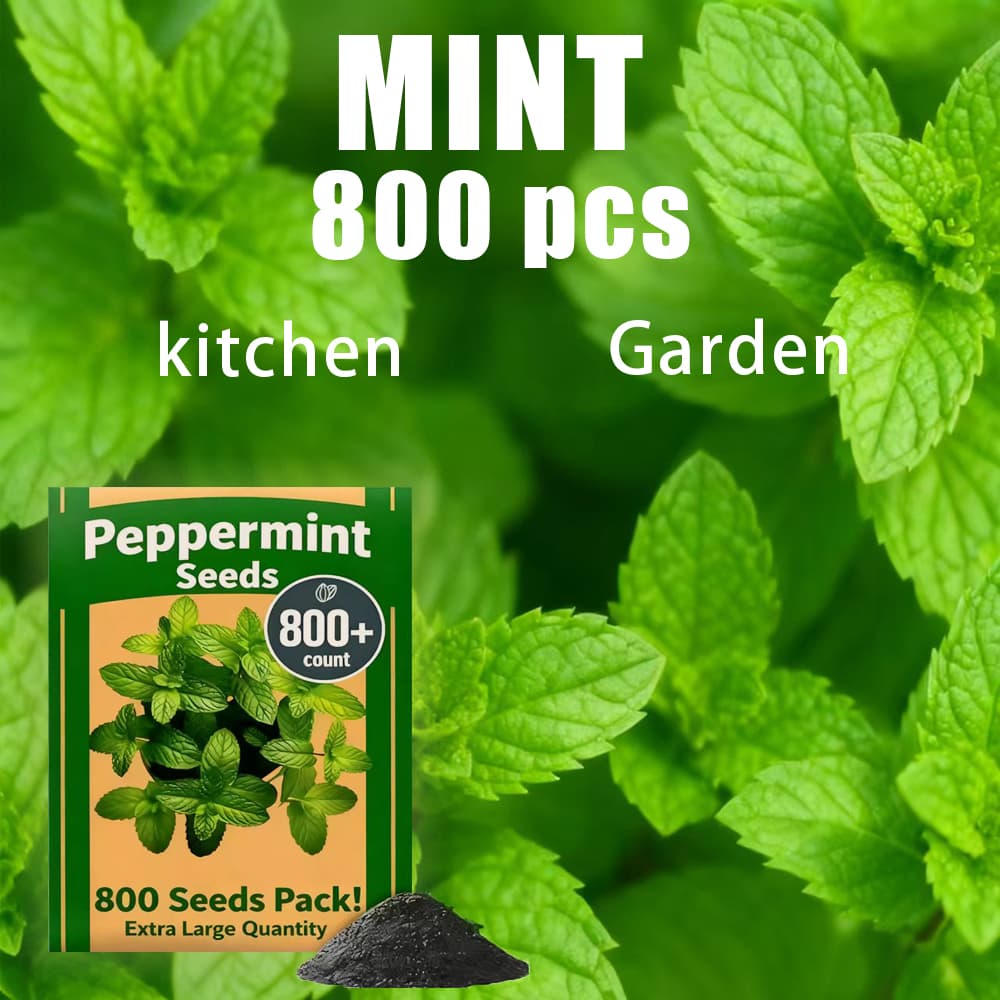 MINT
800 pcs
kitchen
Garden
Peppermint
Seeds
800+
count
800 Seeds Pack!
Extra Large Quantity